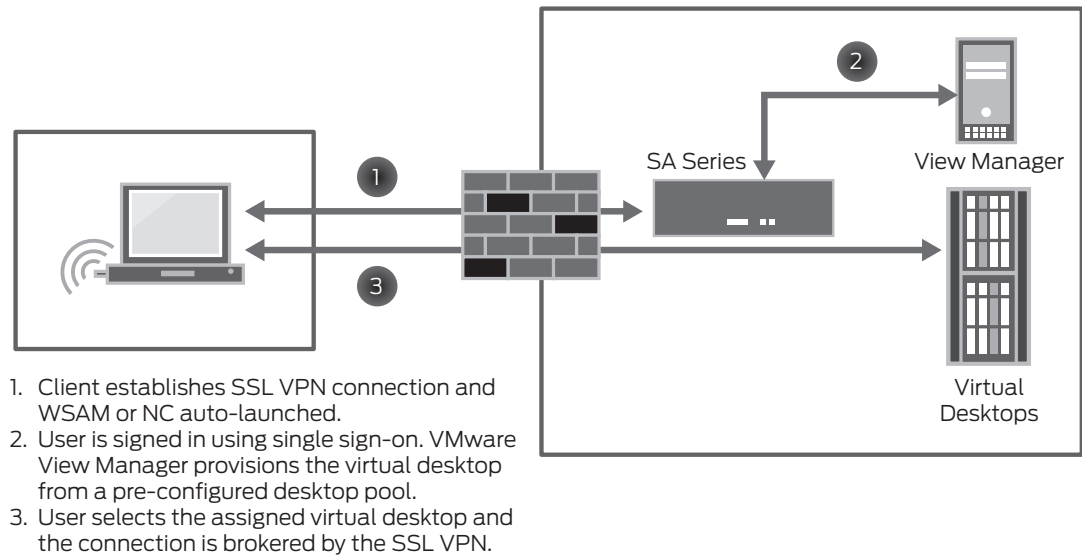 2
SA Series
View Manager
1
3
Virtual
Desktops
1. Client establishes SSL VPN connection and
WSAM or NC auto-launched.
2. User is signed in using single sign-on. VMware
View Manager provisions the virtual desktop
from a pre-configured desktop pool.
3. User selects the assigned virtual desktop and
the connection is brokered by the SSL VPN.